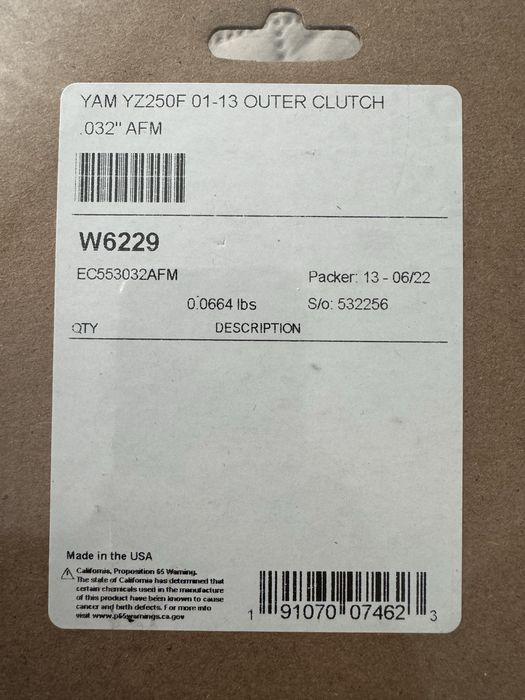 YAM YZ250F 01-13 OUTER CLUTCH
.032" AFM
W6229
EC553032AFM
Packer: 13 - 06/22
0.0664 lbs
S/o: 532256
QTY
DESCRIPTION
Made in the USA
California, Proposition 65 Warning.
The state of California has determined that
certain chemicals used in the manufacture
of this product have been known to cause
cancer and birth defects. For more info
visit www.p65warnings.ca.gov
1 91070 07462 3